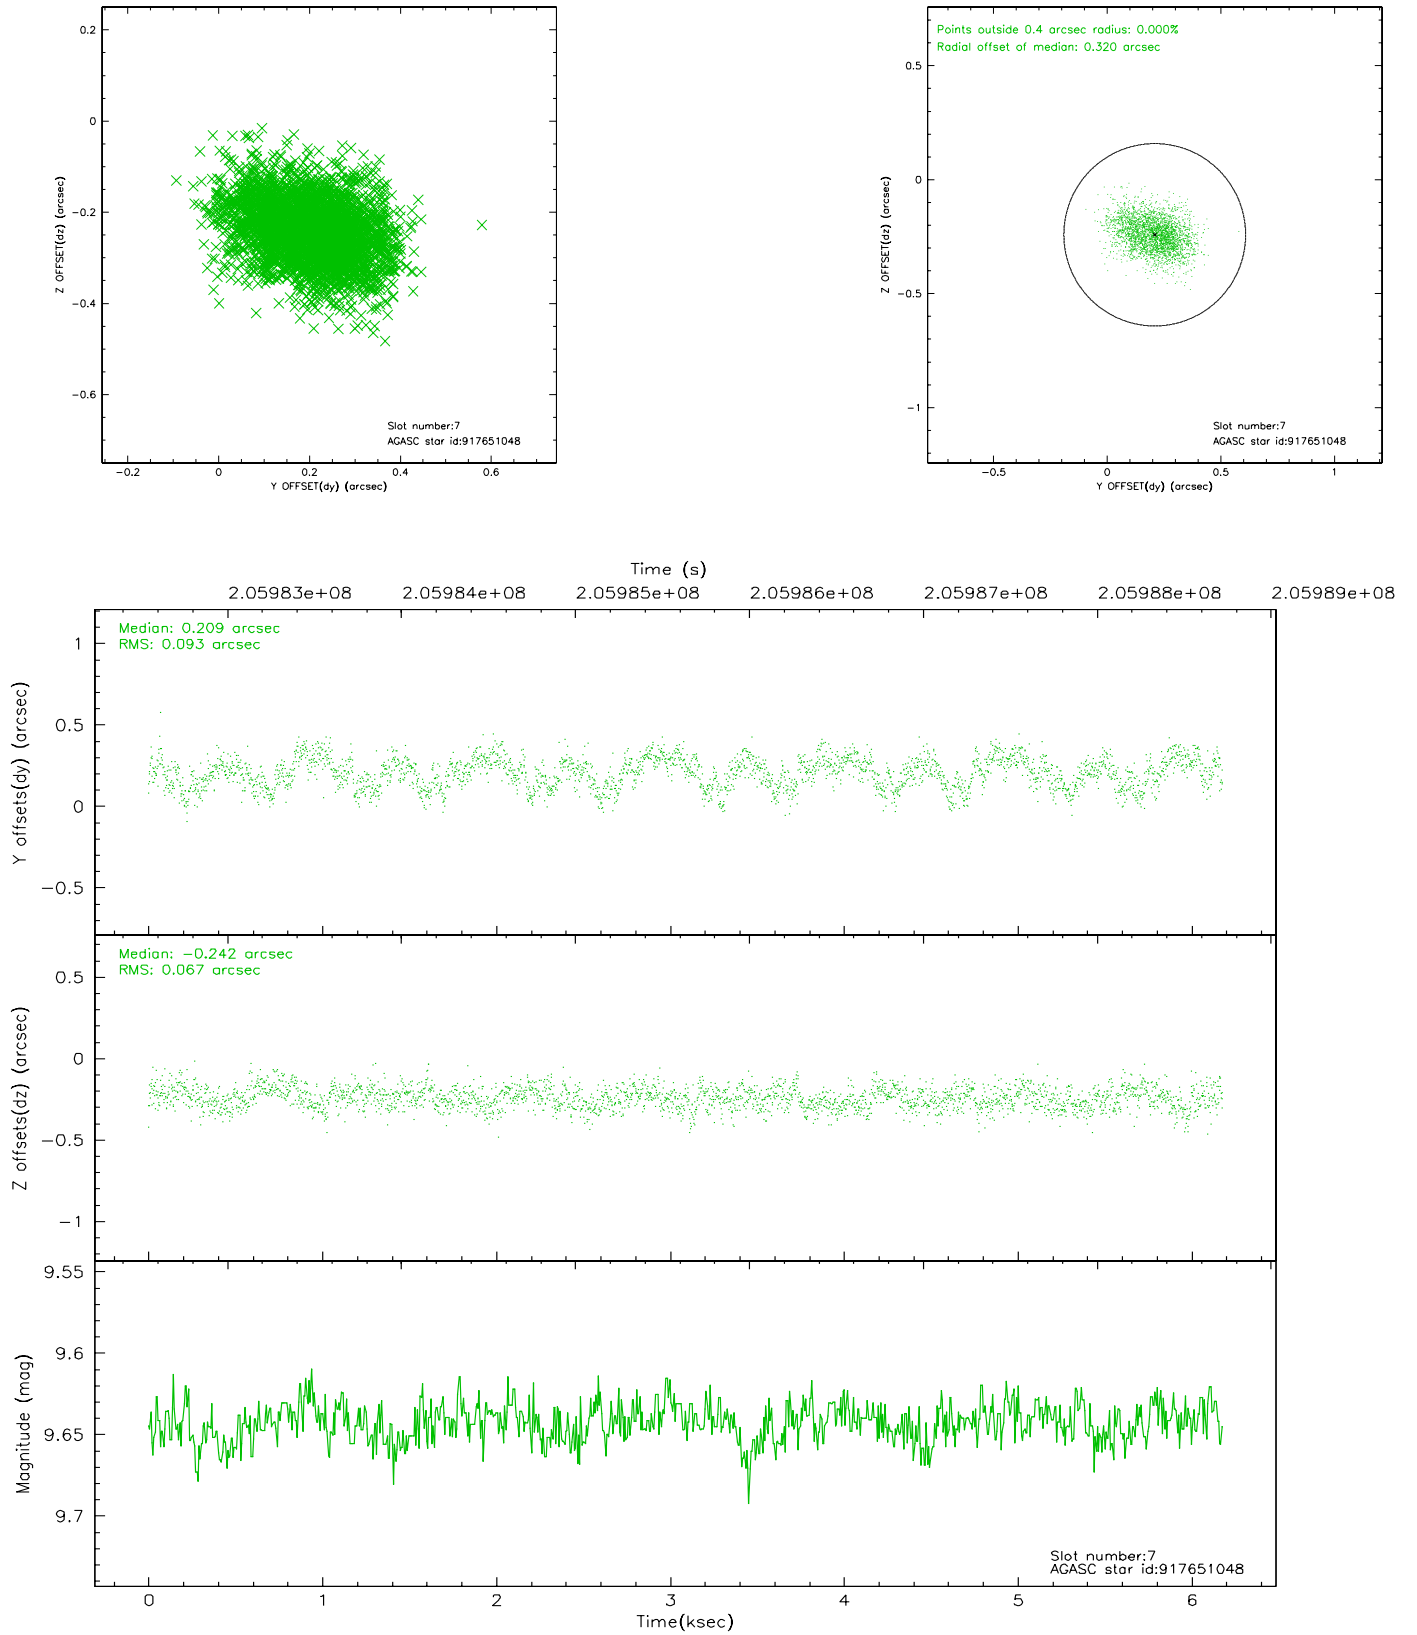 0.2
0
−0.2
−0.4
−0.6
Z OFFSET(dz) (arcsec)
Slot number:7
AGASC star id:917651048
−0.2
0
0.2
0.4
0.6
Y OFFSET(dy) (arcsec)
Points outside 0.4 arcsec radius: 0.000%
Radial offset of median: 0.320 arcsec
0.5
0
−0.5
−1
Z OFFSET(dz) (arcsec)
Slot number:7
AGASC star id:917651048
−0.5
0
0.5
1
Y OFFSET(dy) (arcsec)
Time (s)
2.05983e+08
2.05984e+08
2.05985e+08
2.05986e+08
2.05987e+08
2.05988e+08
2.05989e+08
Median: 0.209 arcsec
RMS: 0.093 arcsec
1
0.5
0
−0.5
Y offsets(dy) (arcsec)
Median: −0.242 arcsec
RMS: 0.067 arcsec
0.5
0
−0.5
−1
Z offsets(dz) (arcsec)
9.55
9.6
9.65
9.7
Magnitude (mag)
Slot number:7
AGASC star id:917651048
0
1
2
3
4
5
6
Time(ksec)